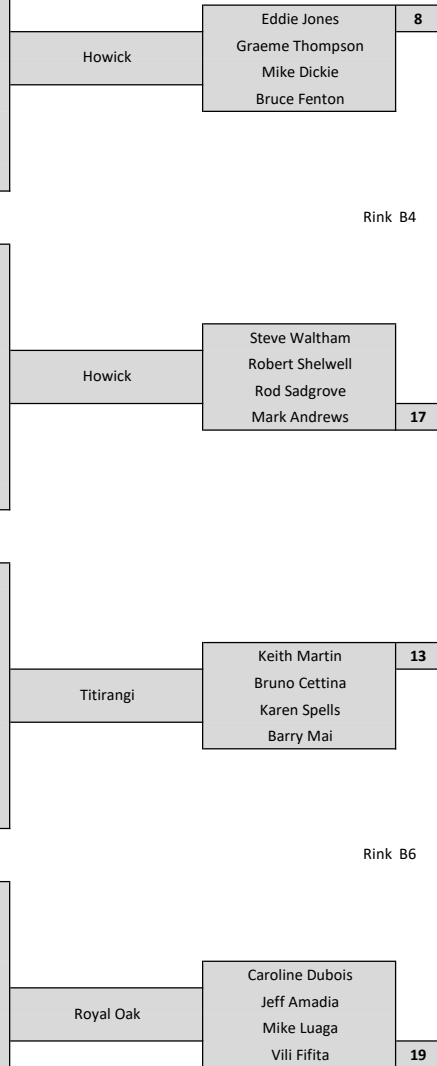 Eddie Jones 8
Howick Graeme Thompson
Mike Dickie
Bruce Fenton
Rink B4
Steve Waltham
Howick Robert Shelwell
Rod Sadgrove
Mark Andrews 17
Keith Martin 13
Titirangi Bruno Cettina
Karen Spells
Barry Mai
Rink B6
Caroline Dubois
Royal Oak Jeff Amadia
Mike Luaga
Vili Fifita 19